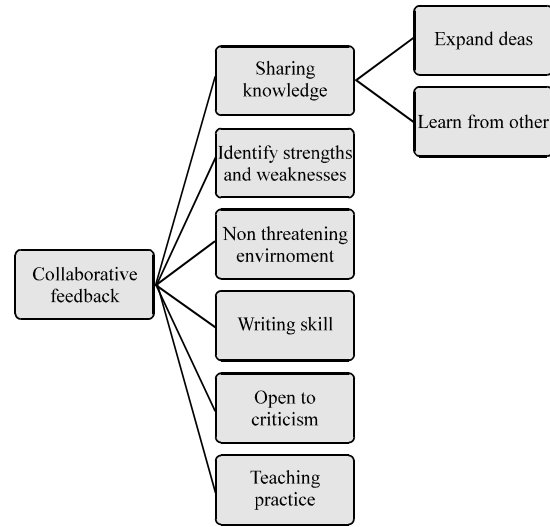 Collaborative
feedback
Sharing
knowledge
Expand deas
Learn from other
Identify strengths
and weaknesses
Non threatening
envirnoment
Writing skill
Open to
criticism
Teaching
practice